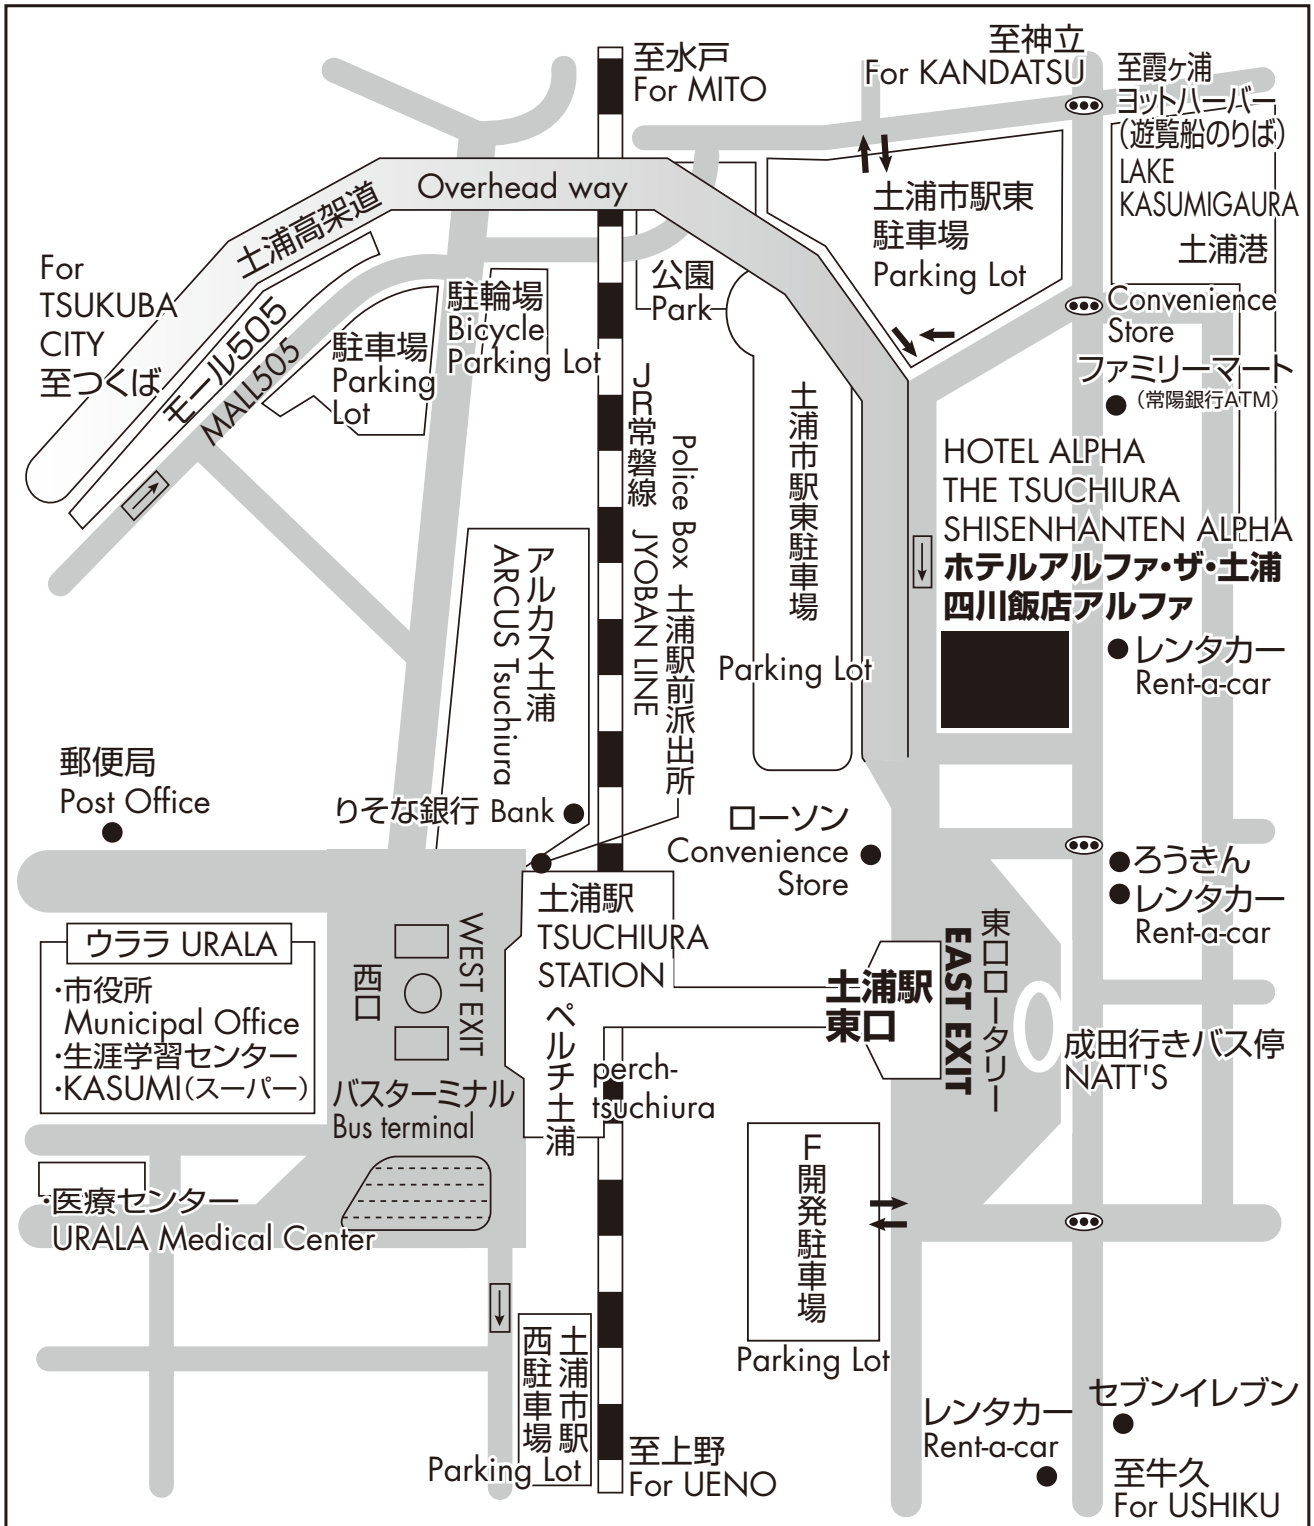 至水戸
For MITO
至神立
For KANDATSU
至霞ヶ浦
ヨットハーバー
(遊覧船のりば)
LAKE
KASUMIGAURA
土浦港
土浦高架道
Overhead way
土浦市駅東
駐車場
Parking Lot
For
TSUKUBA
CITY
至つくば
モール505
MALL505
駐車場
Parking
Lot
駐輪場
Bicycle
Parking Lot
公園
Park
Convenience
Store
ファミリーマート
(常陽銀行ATM)
JR常磐線 JYOBAN LINE
Police Box 土浦駅前派出所
土浦市駅東駐車場
Parking Lot
HOTEL ALPHA
THE TSUCHIURA
SHISENHANTEN ALPHA
ホテルアルファ・ザ・土浦
四川飯店アルファ
アルカス土浦
ARCUS Tsuchiura
レンタカー
Rent-a-car
郵便局
Post Office
りそな銀行 Bank
ローソン
Convenience
Store
ろうきん
レンタカー
Rent-a-car
土浦駅
TSUCHIURA
STATION
WEST EXIT
西口
ウララ URALA
・市役所
Municipal Office
・生涯学習センター
・KASUMI(スーパー)
バスターミナル
Bus terminal
ペルチ土浦
perch-
tsuchiura
土浦駅
東口
EAST EXIT
東口ロータリー
成田行きバス停
NATT'S
・医療センター
URALA Medical Center
F開発駐車場
Parking Lot
土浦市駅
西駐車場
Parking Lot
至上野
For UENO
レンタカー
Rent-a-car
セブンイレブン
至牛久
For USHIKU